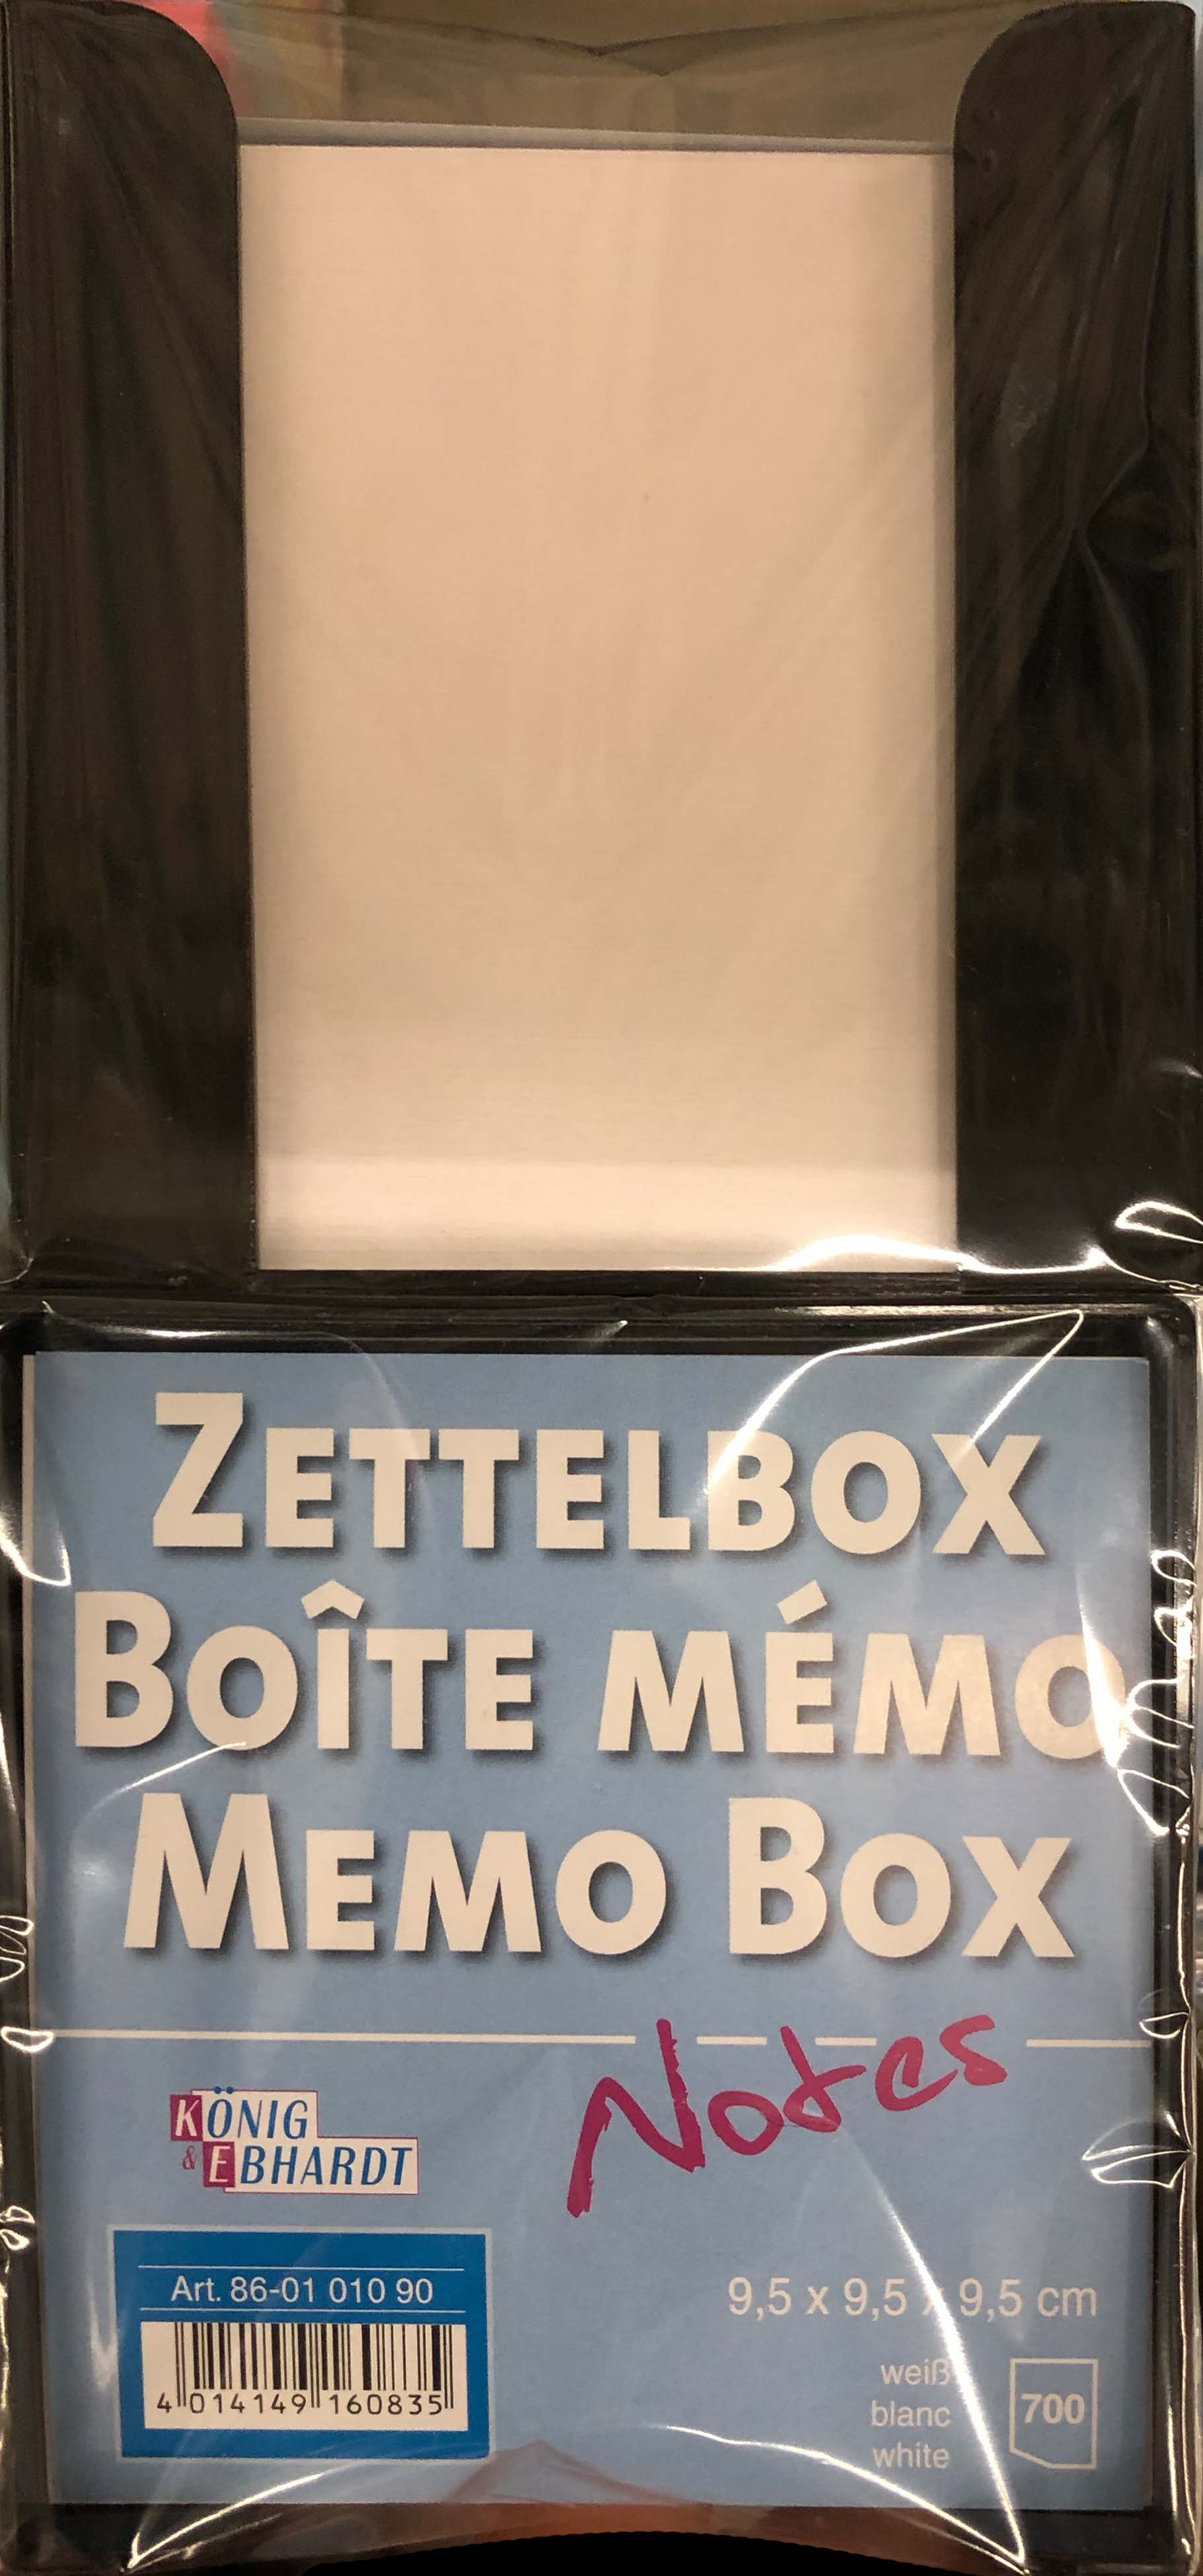 ZETTELBOX
BOÎTE MÉMO
MEMO BOX
Notes
KÖNIG
& EBHARDT
Art. 86-01 010 90
4 014149 160835
9,5 x 9,5 x 9,5 cm
weiß
blanc
white
700